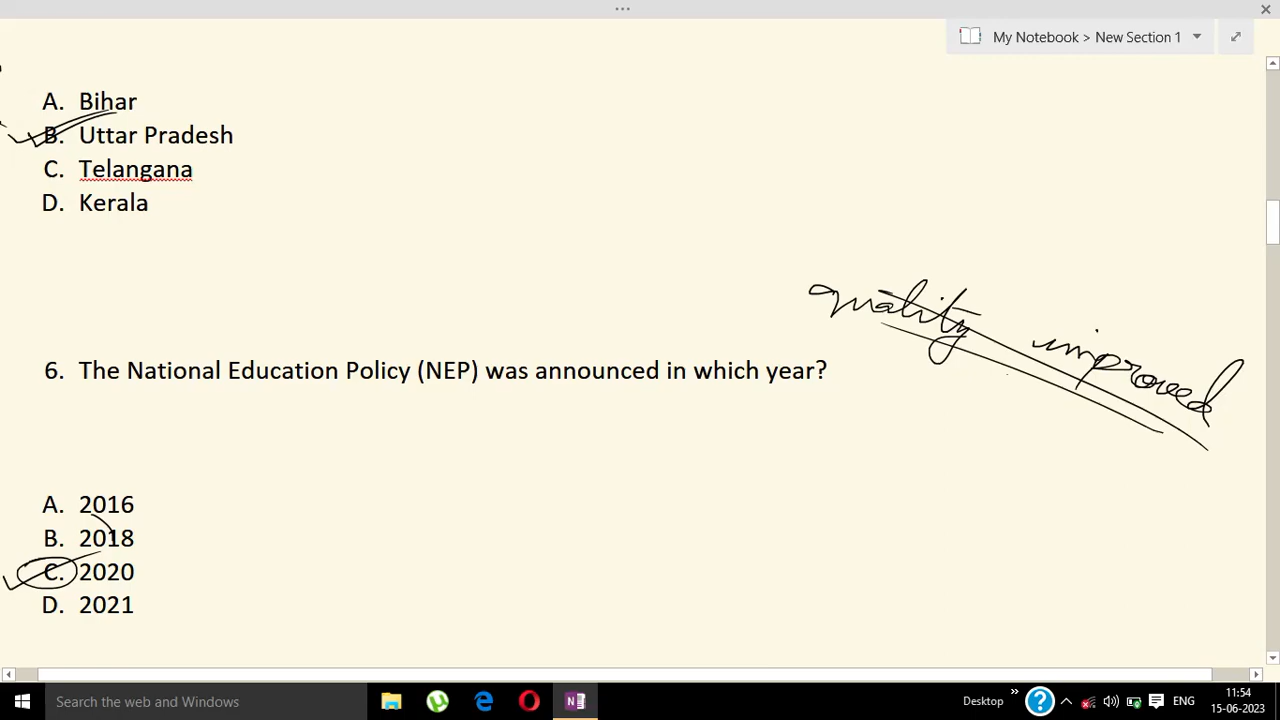 My Notebook > New Section 1
A. Bihar
B. Uttar Pradesh
C. Telangana
D. Kerala
quality improved
6. The National Education Policy (NEP) was announced in which year?
A. 2016
B. 2018
C. 2020
D. 2021
Search the web and Windows
Desktop
ENG
11:54
15-06-2023